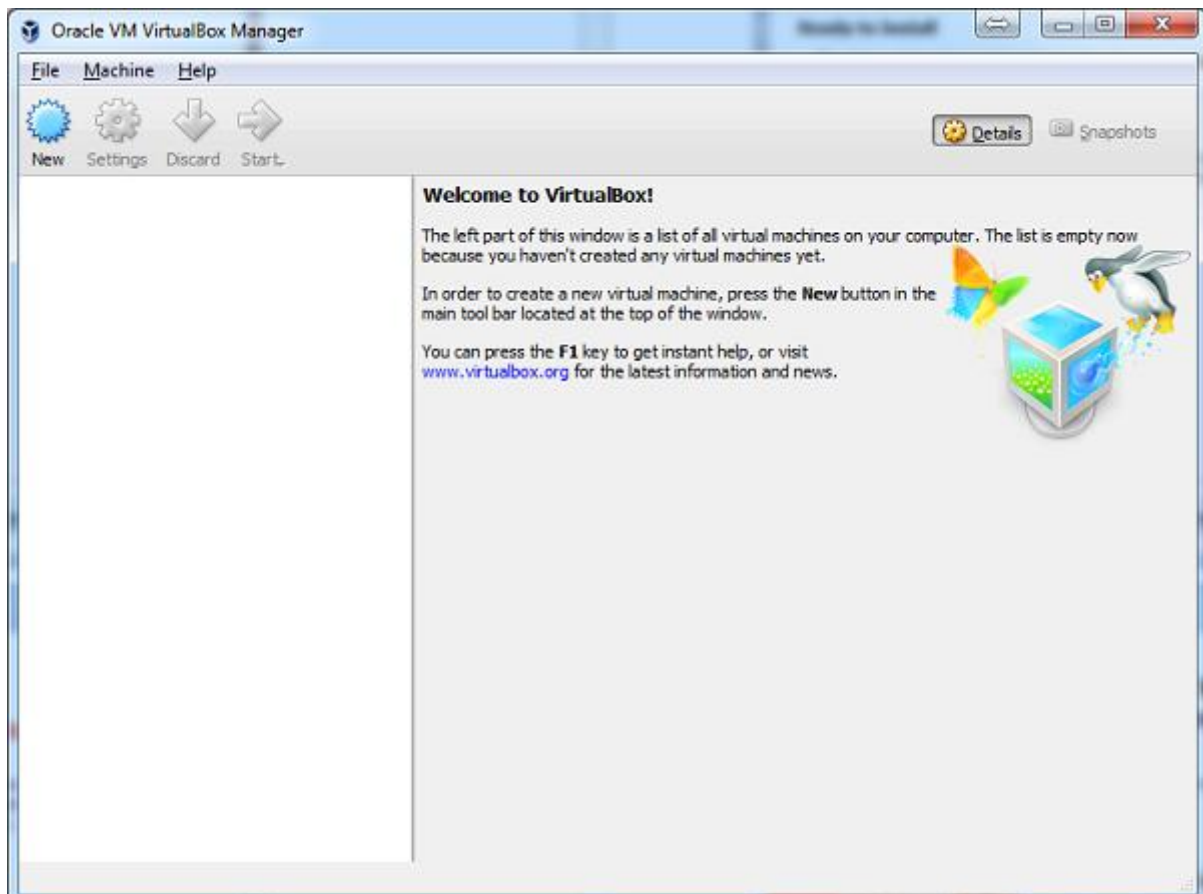 Oracle VM VirtualBox Manager
Ready to Install
File Machine Help
New Settings Discard Start
Details Snapshots
Welcome to VirtualBox!
The left part of this window is a list of all virtual machines on your computer. The list is empty now
because you haven't created any virtual machines yet.
In order to create a new virtual machine, press the New button in the
main tool bar located at the top of the window.
You can press the F1 key to get instant help, or visit
www.virtualbox.org for the latest information and news.